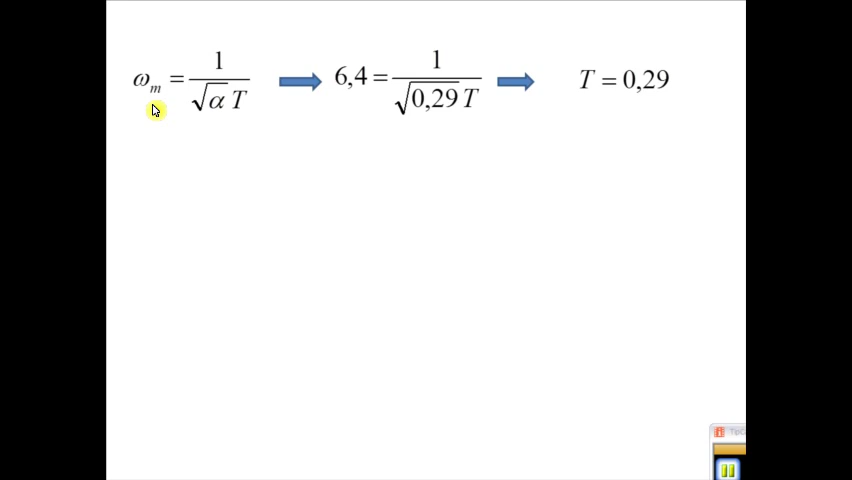 ω_m = 1/(√α T) 6,4 = 1/(√0,29 T) T = 0,29